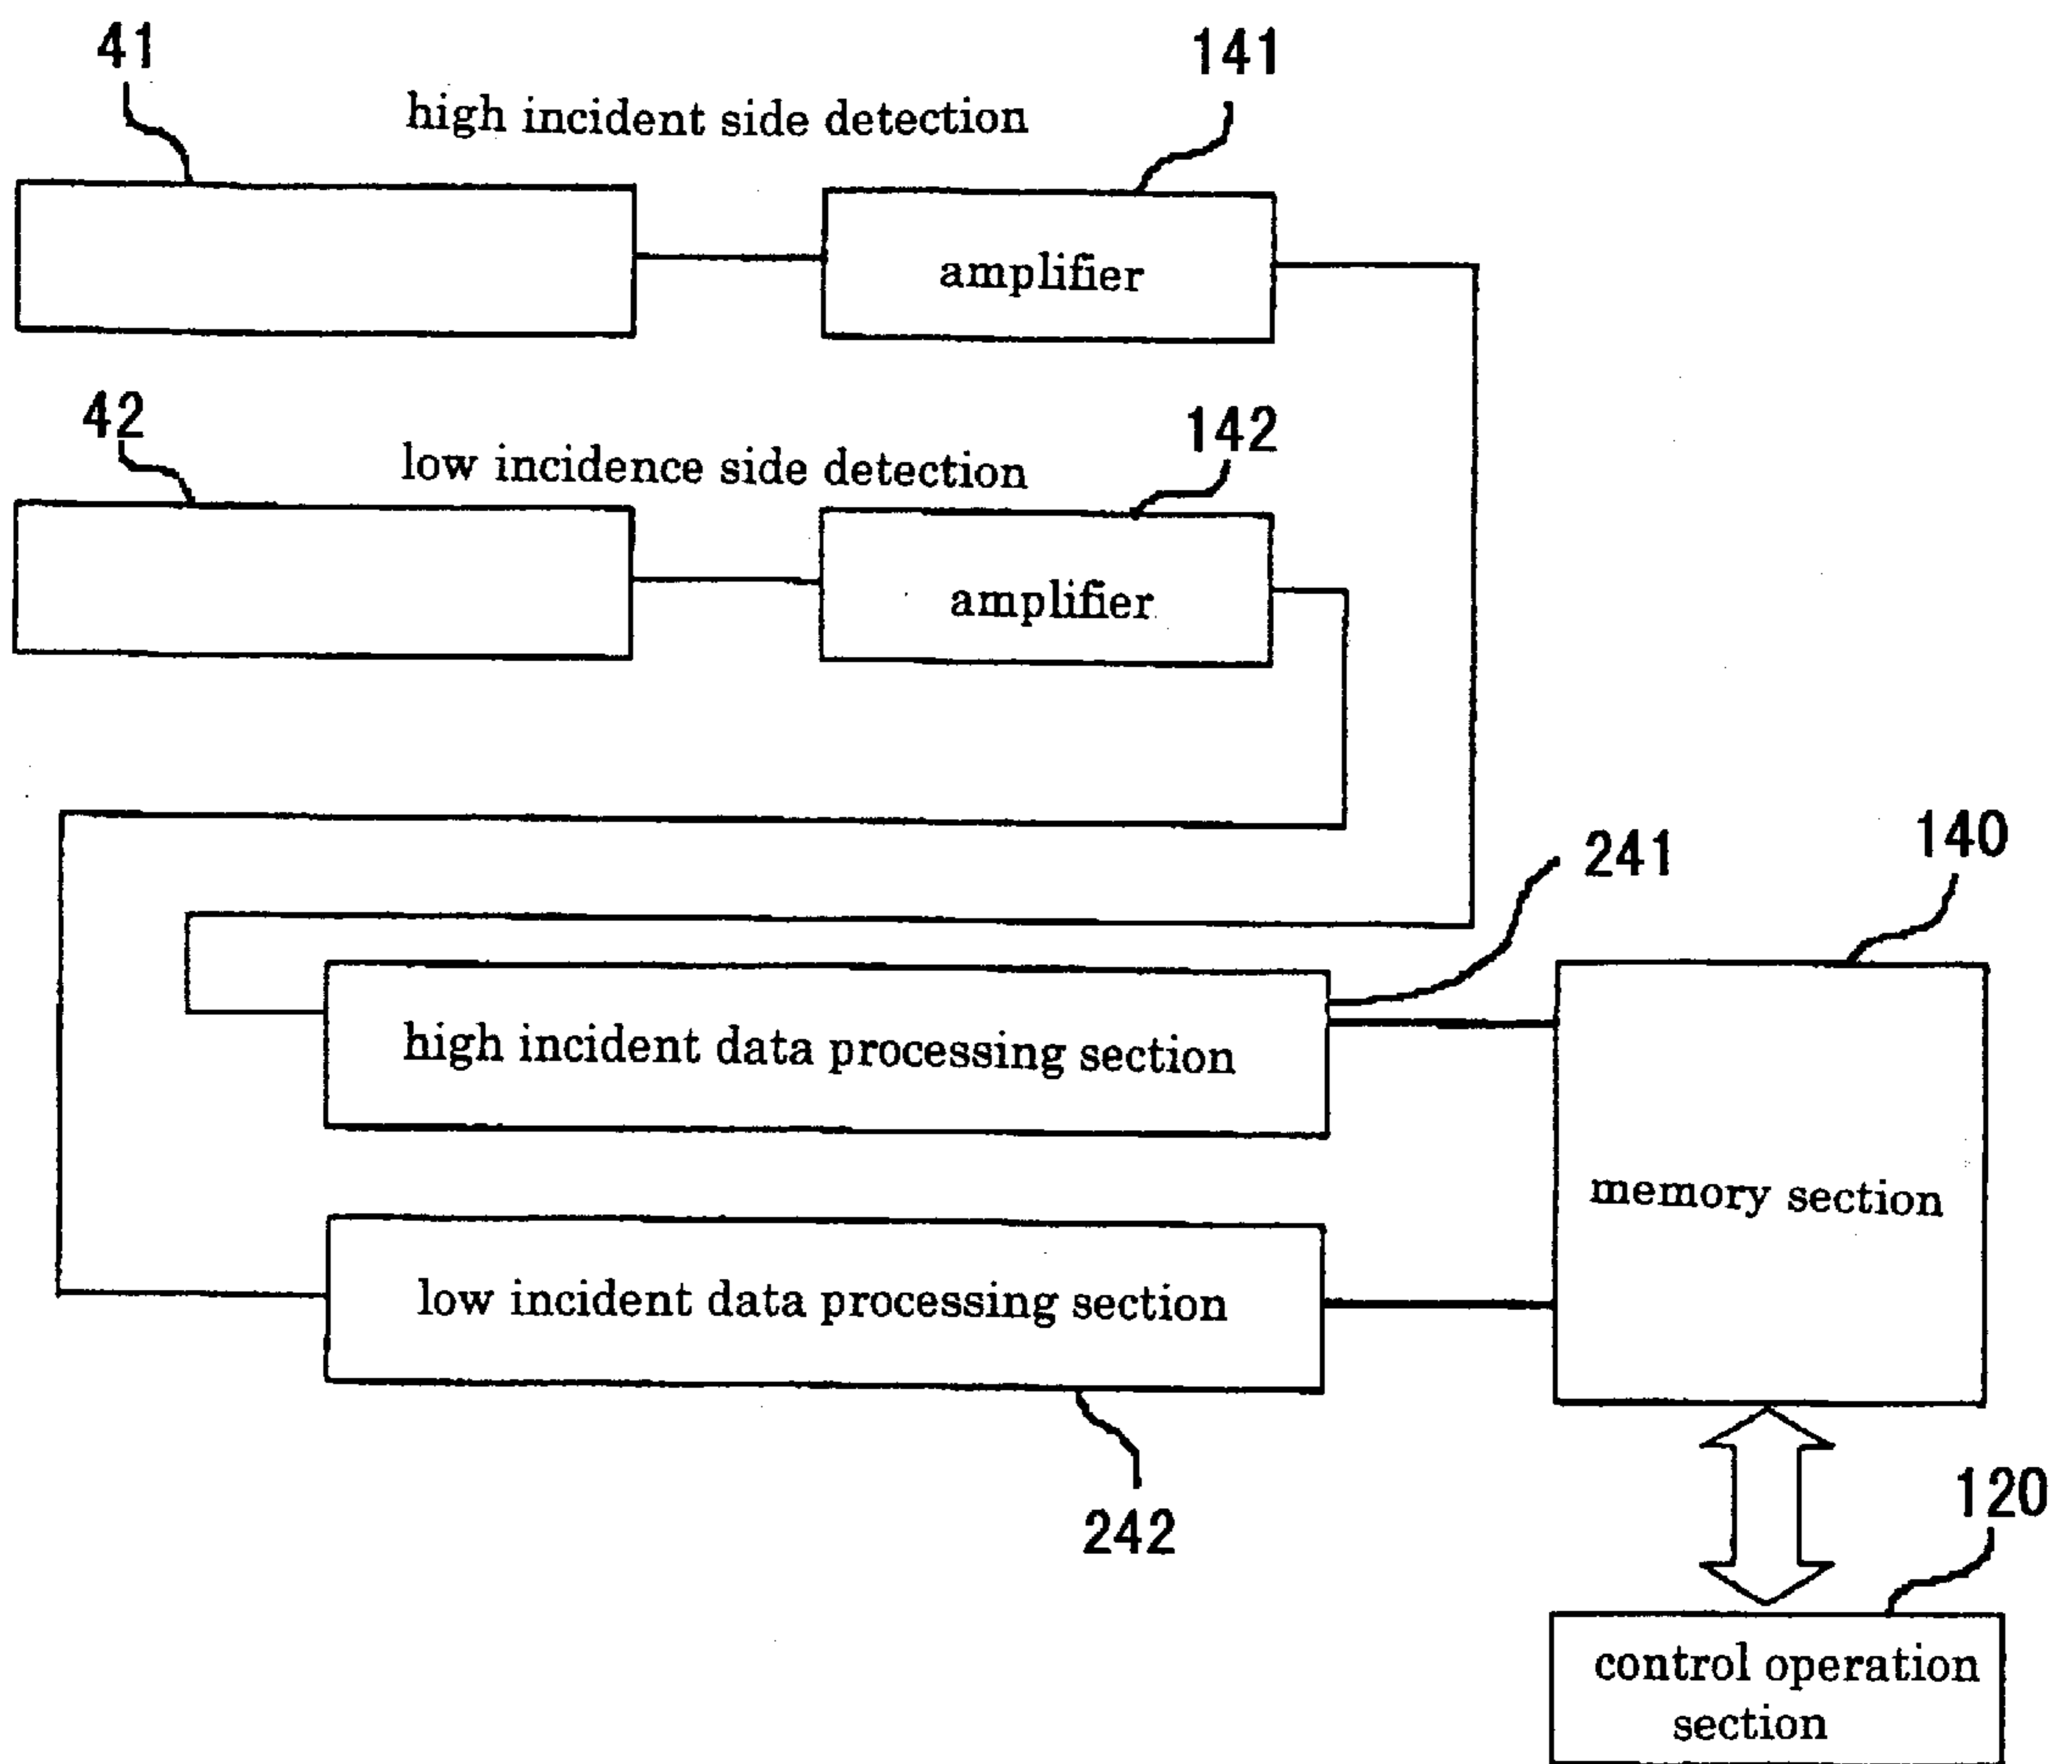 41
141
high incident side detection
amplifier
42
142
low incidence side detection
amplifier
241
140
high incident data processing section
memory section
low incident data processing section
242
120
control operation
section